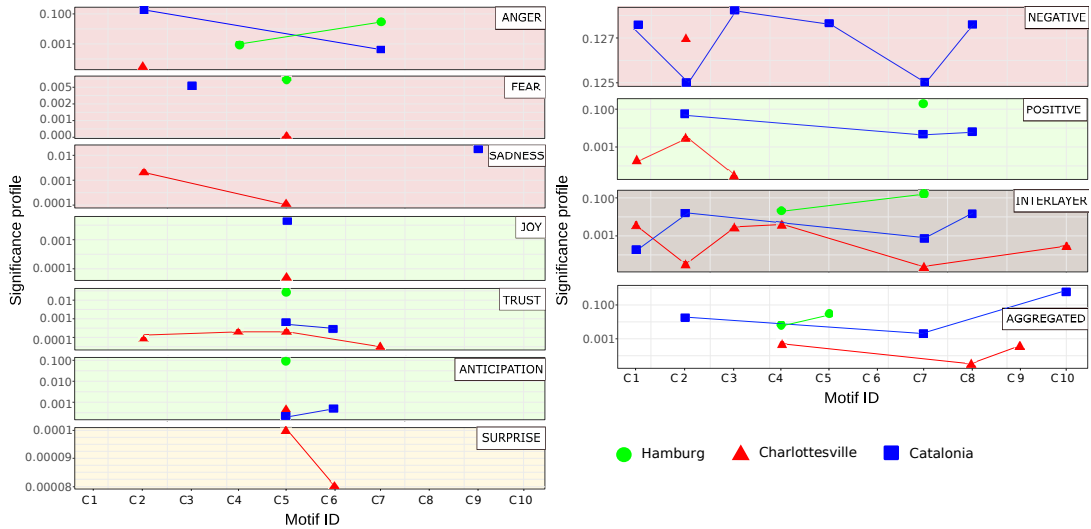 Significance profile
ANGER
0.100
0.001
FEAR
0.005
0.002
0.001
0.000
SADNESS
0.01
0.001
0.0001
JOY
0.001
0.0001
TRUST
0.01
0.001
0.0001
ANTICIPATION
0.100
0.010
0.001
SURPRISE
0.0001
0.00009
0.00008
C1 C2 C3 C4 C5 C6 C7 C8 C9 C10
Motif ID
Significance profile
NEGATIVE
0.127
0.125
POSITIVE
0.100
0.001
INTERLAYER
0.100
0.001
AGGREGATED
0.100
0.001
C1 C2 C3 C4 C5 C6 C7 C8 C9 C10
Motif ID
Hamburg Charlottesville Catalonia